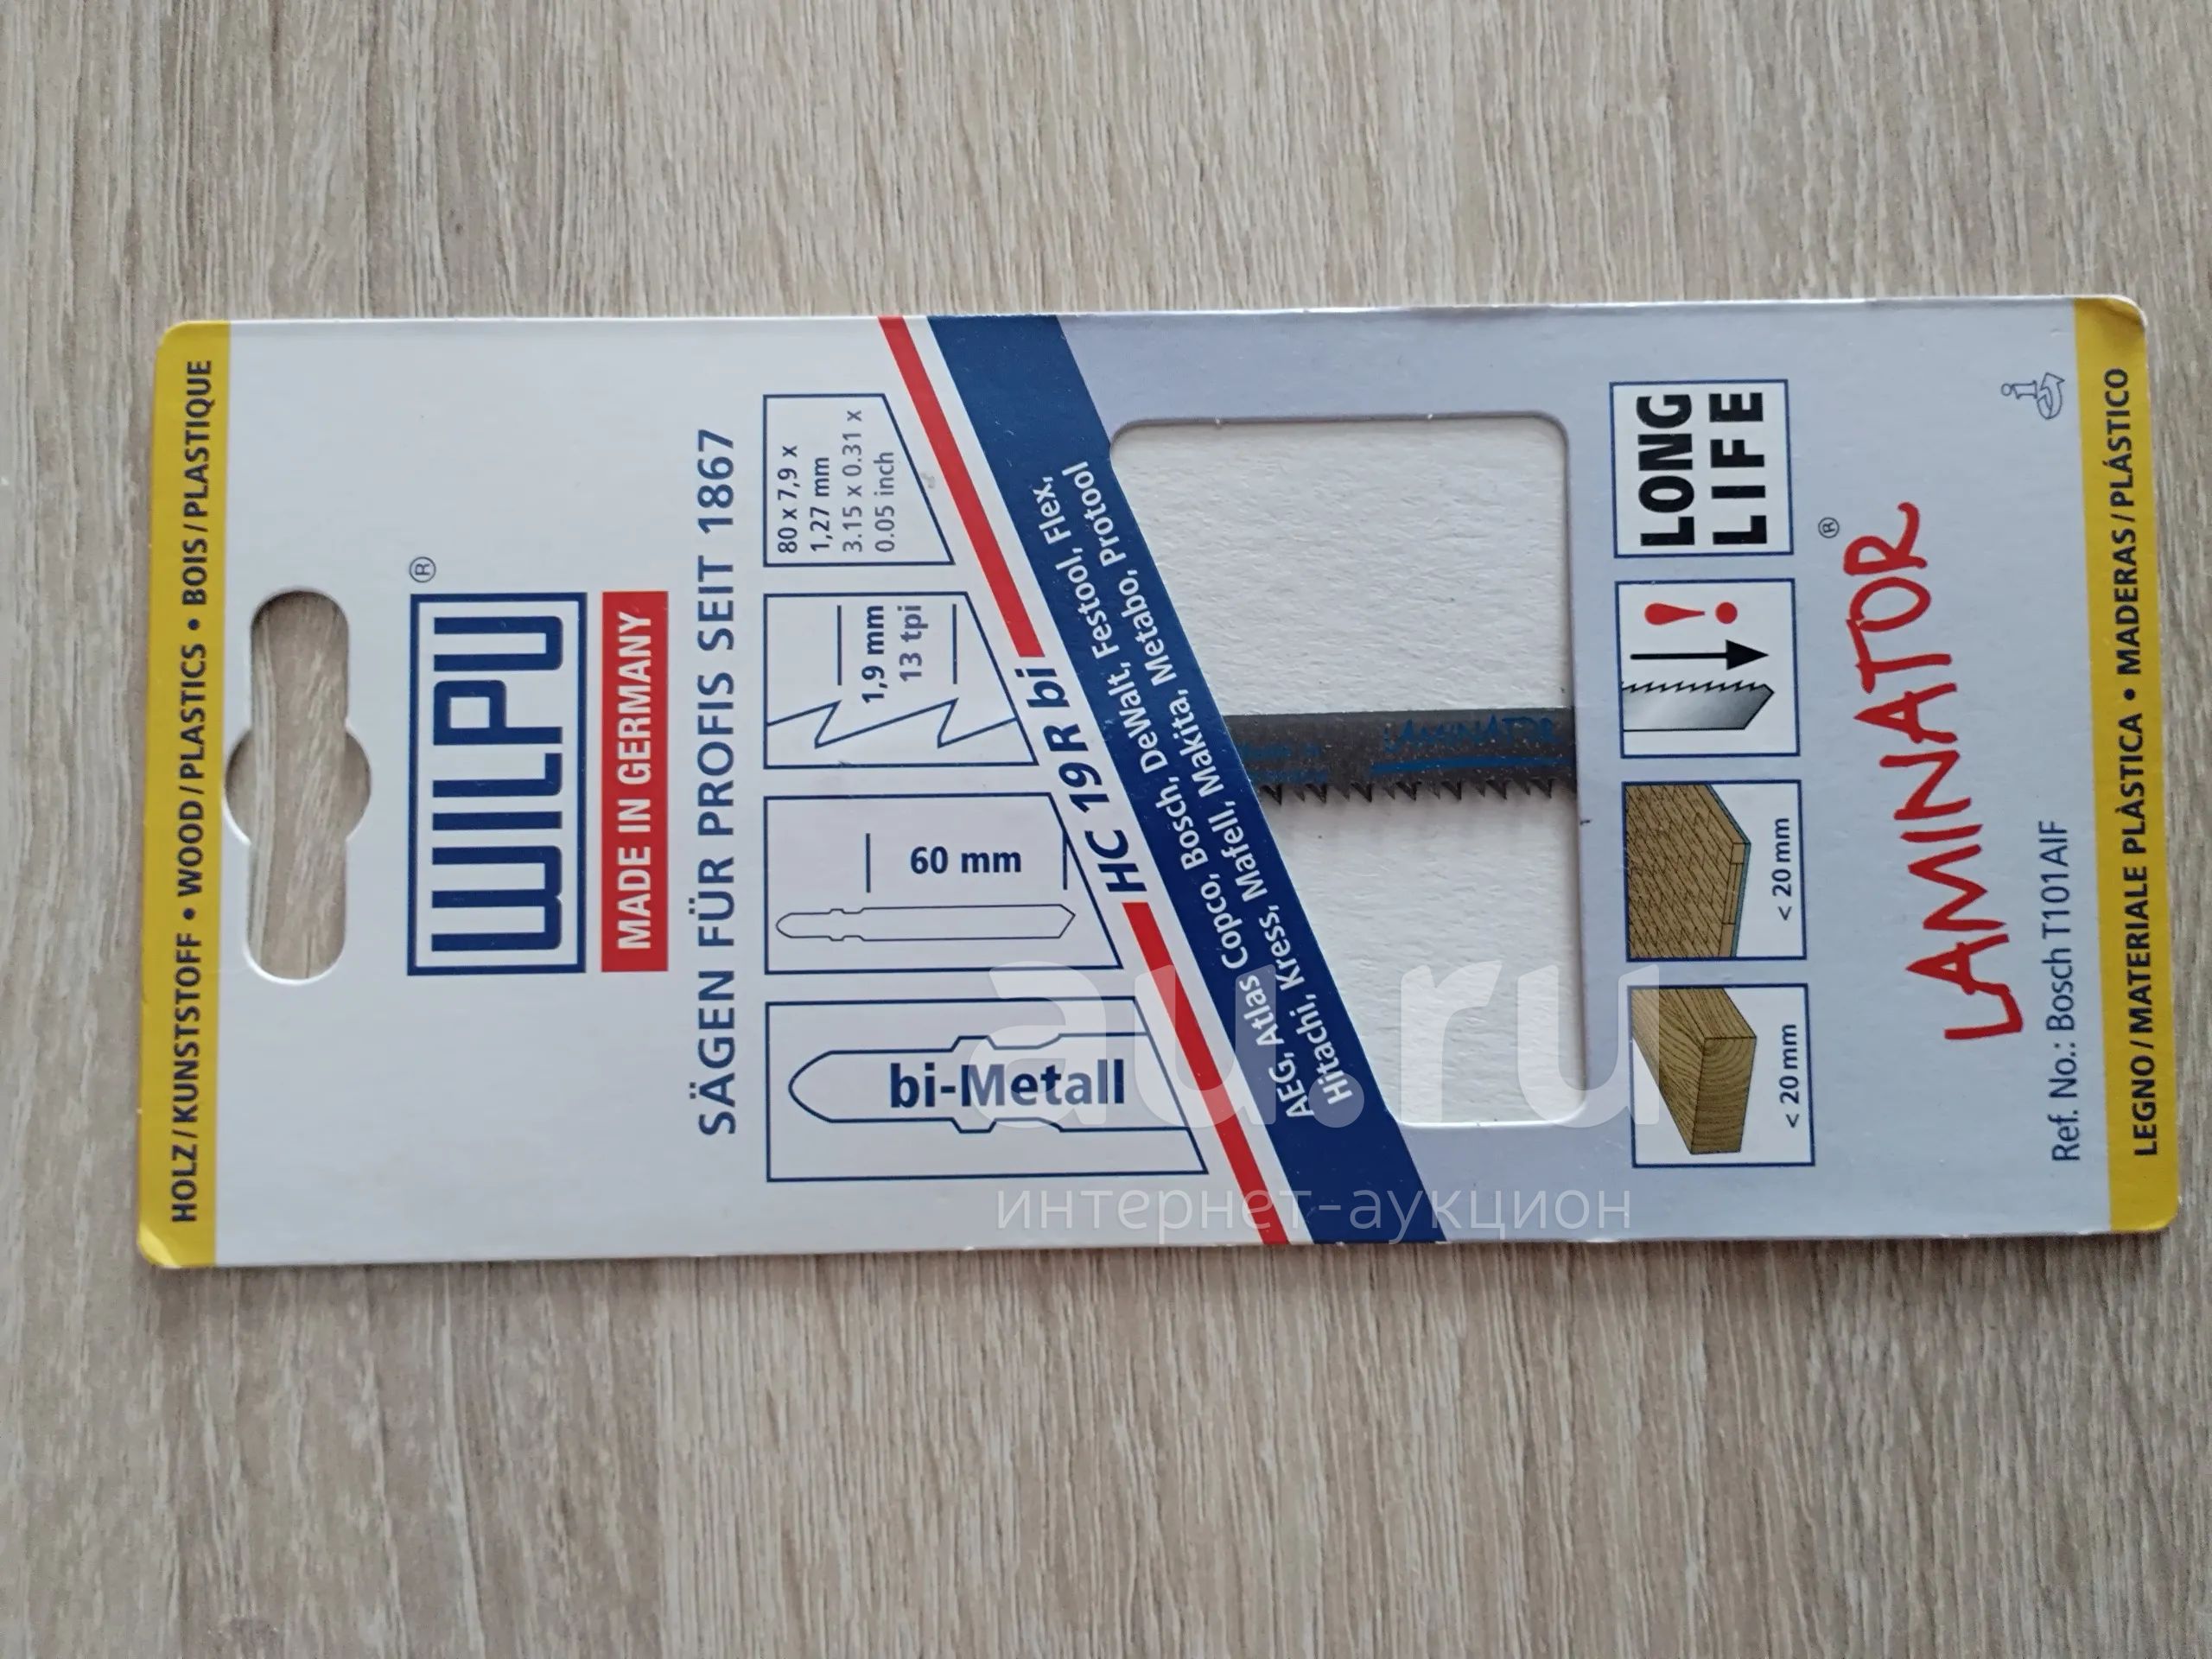 HOLZ/KUNSTSTOFF • WOOD/PLASTICS • BOIS/PLASTIQUE
WILPU®
MADE IN GERMANY
SÄGEN FÜR PROFIS SEIT 1867
bi-Metall
60 mm
1,9 mm
13 tpi
80 x 7,9 x
1,27 mm
3.15 x 0.31 x
0.05 inch
HC 19 R bi
AEG, Atlas Copco, Bosch, DeWalt, Festool, Flex,
Hitachi, Kress, Mafell, Makita, Metabo, Protool
LAMINATOR
< 20 mm
< 20 mm
!
LONG
LIFE
LAMINATOR®
Ref. No.: Bosch T101AIF
LEGNO/MATERIALE PLÀSTICA • MADERAS/PLÁSTICO
au.ru
интернет-аукцион